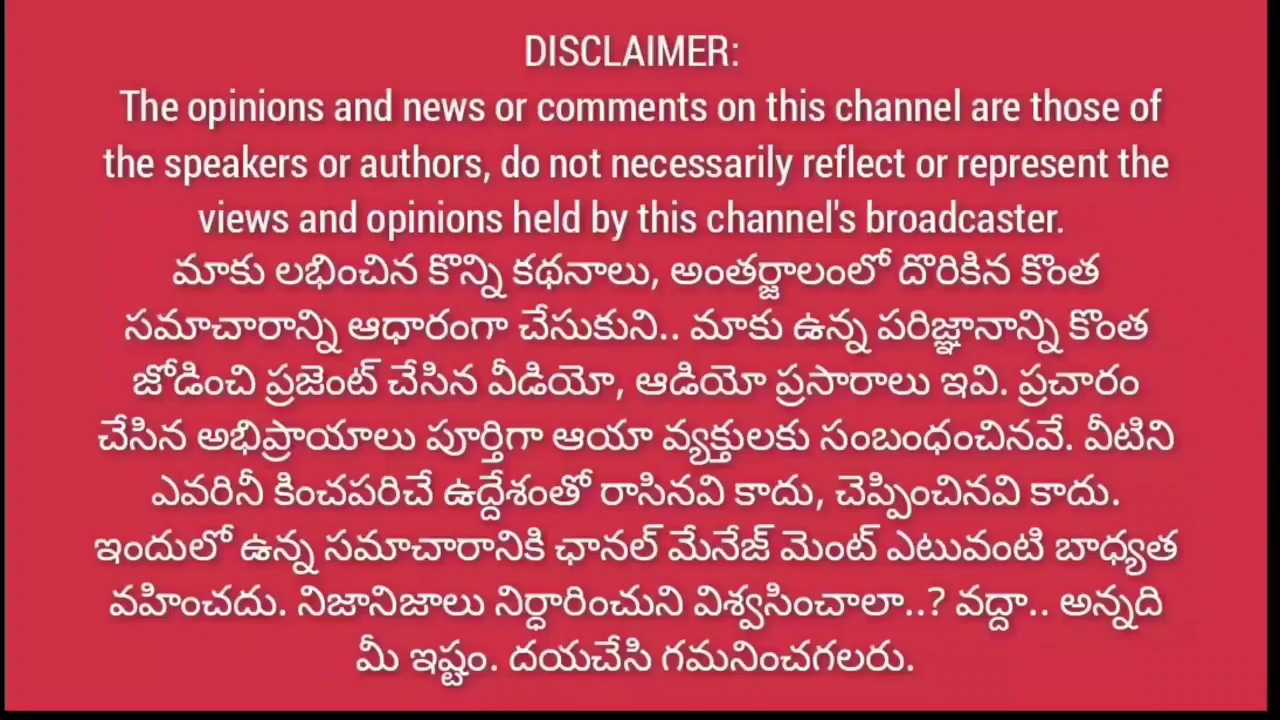 DISCLAIMER:
The opinions and news or comments on this channel are those of
the speakers or authors, do not necessarily reflect or represent the
views and opinions held by this channel's broadcaster.
మాకు లభించిన కొన్ని కథనాలు, అంతర్జాలంలో దొరికిన కొంత
సమాచారాన్ని ఆధారంగా చేసుకుని.. మాకు ఉన్న పరిజ్ఞానాన్ని కొంత
జోడించి ప్రజెంట్ చేసిన వీడియో, ఆడియో ప్రసారాలు ఇవి. ప్రచారం
చేసిన అభిప్రాయాలు పూర్తిగా ఆయా వ్యక్తులకు సంబంధంచినవే. వీటిని
ఎవరినీ కించపరిచే ఉద్దేశంతో రాసినవి కాదు, చెప్పించినవి కాదు.
ఇందులో ఉన్న సమాచారానికి ఛానల్ మేనేజ్ మెంట్ ఎటువంటి బాధ్యత
వహించదు. నిజానిజాలు నిర్ధారించుని విశ్వసించాలా..? వద్దా.. అన్నది
మీ ఇష్టం. దయచేసి గమనించగలరు.